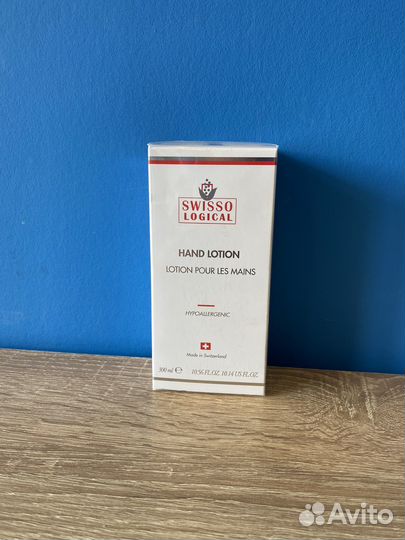 SWISSO
LOGICAL
HAND LOTION
LOTION POUR LES MAINS
HYPOALLERGENIC
Made in Switzerland
300 ml ℮ 10.56 FL.OZ. 10.14 US FL.OZ.
Avito